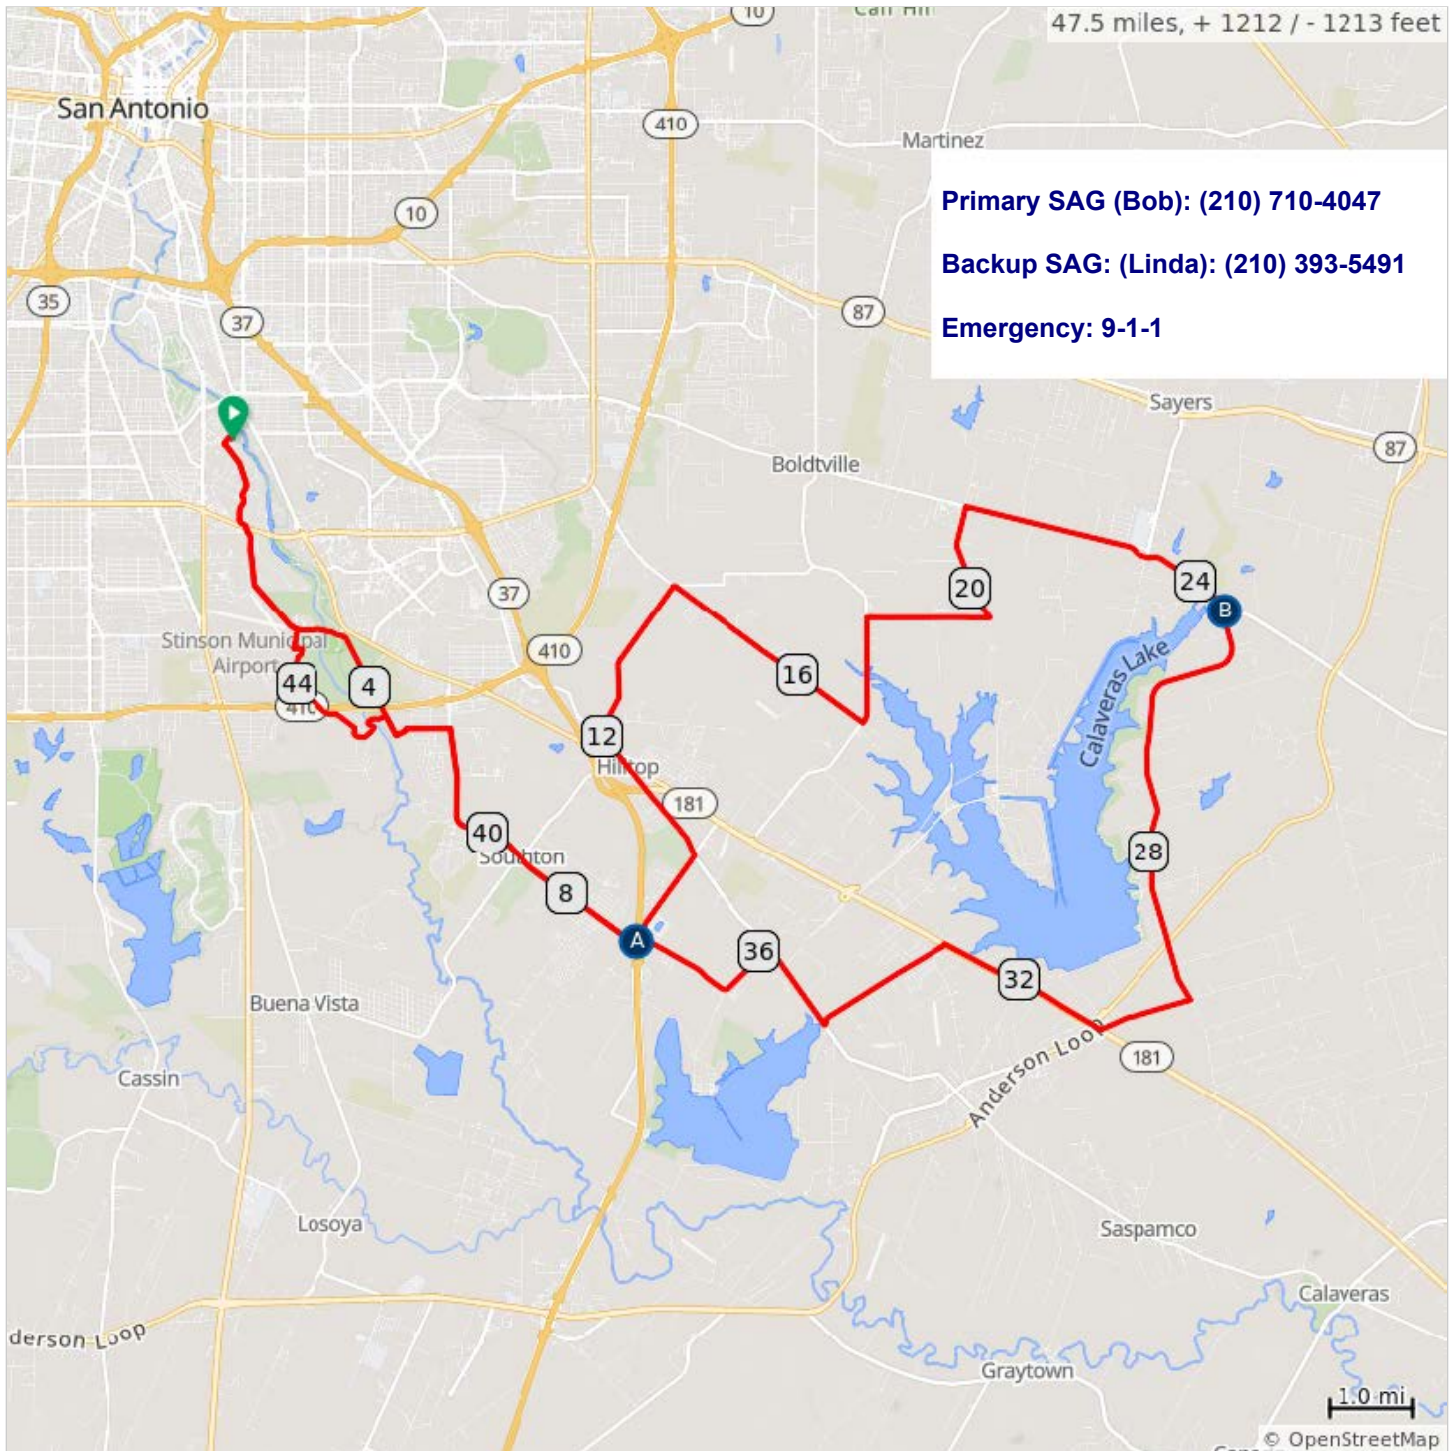 10
47.5 miles, + 1212 / - 1213 feet
San Antonio
410
Martinez
10
Primary SAG (Bob): (210) 710-4047
Backup SAG: (Linda): (210) 393-5491
Emergency: 9-1-1
35
37
87
Sayers
87
Boldtville
37
20
24
B
Stinson Municipal
Airport
410
44
4
16
Calaveras Lake
12
Hilltop
181
40
Southton
8
28
A
36
32
Buena Vista
Anderson Loop
181
Cassin
Losoya
Saspamco
Calaveras
derson Loop
Graytown
1.0 mi
© OpenStreetMap